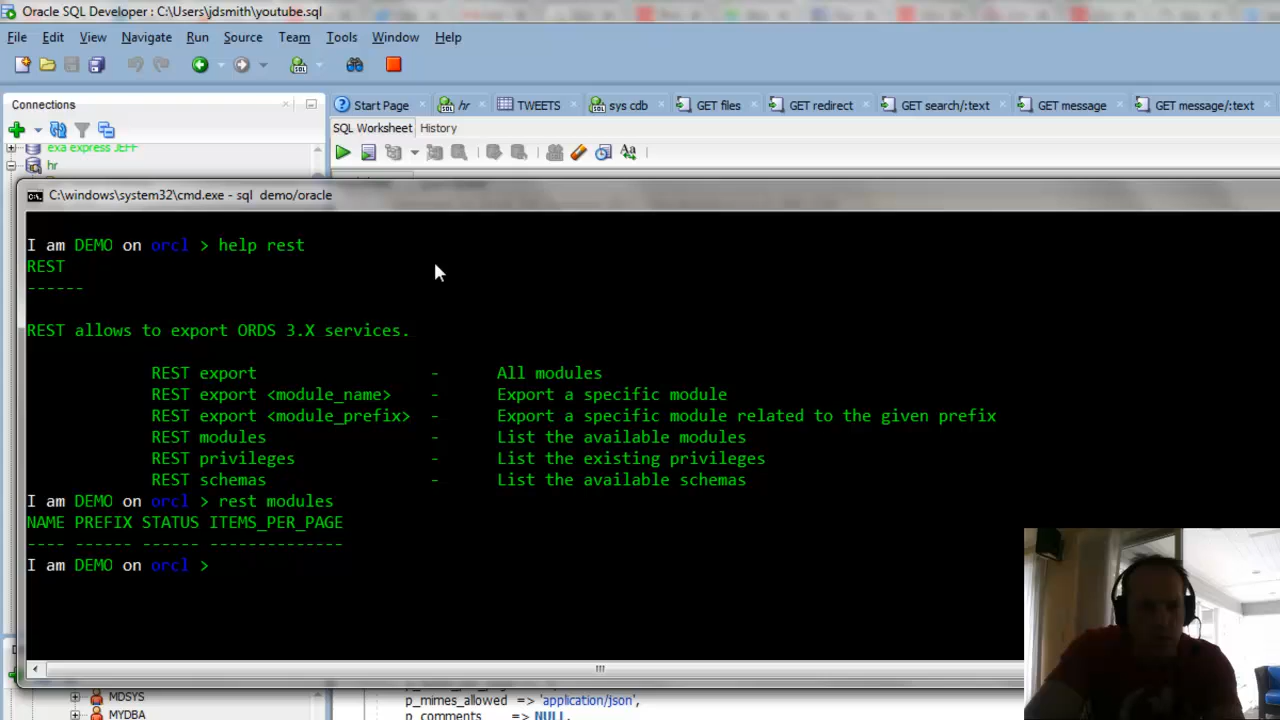 Oracle SQL Developer : C:\Users\jdsmith\youtube.sql
File Edit View Navigate Run Source Team Tools Window Help
Connections
Start Page hr TWEETS sys cdb GET files GET redirect GET search/:text GET message GET message/:text
SQL Worksheet History
exa express JEFF
hr
C:\windows\system32\cmd.exe - sql demo/oracle
I am DEMO on orcl > help rest
REST
------
REST allows to export ORDS 3.X services.
REST export - All modules
REST export <module_name> - Export a specific module
REST export <module_prefix> - Export a specific module related to the given prefix
REST modules - List the available modules
REST privileges - List the existing privileges
REST schemas - List the available schemas
I am DEMO on orcl > rest modules
NAME PREFIX STATUS ITEMS_PER_PAGE
---- ------ ------ --------------
I am DEMO on orcl >
MDSYS
MYDBA
p_mimes_allowed => 'application/json',
p_comments => NULL,